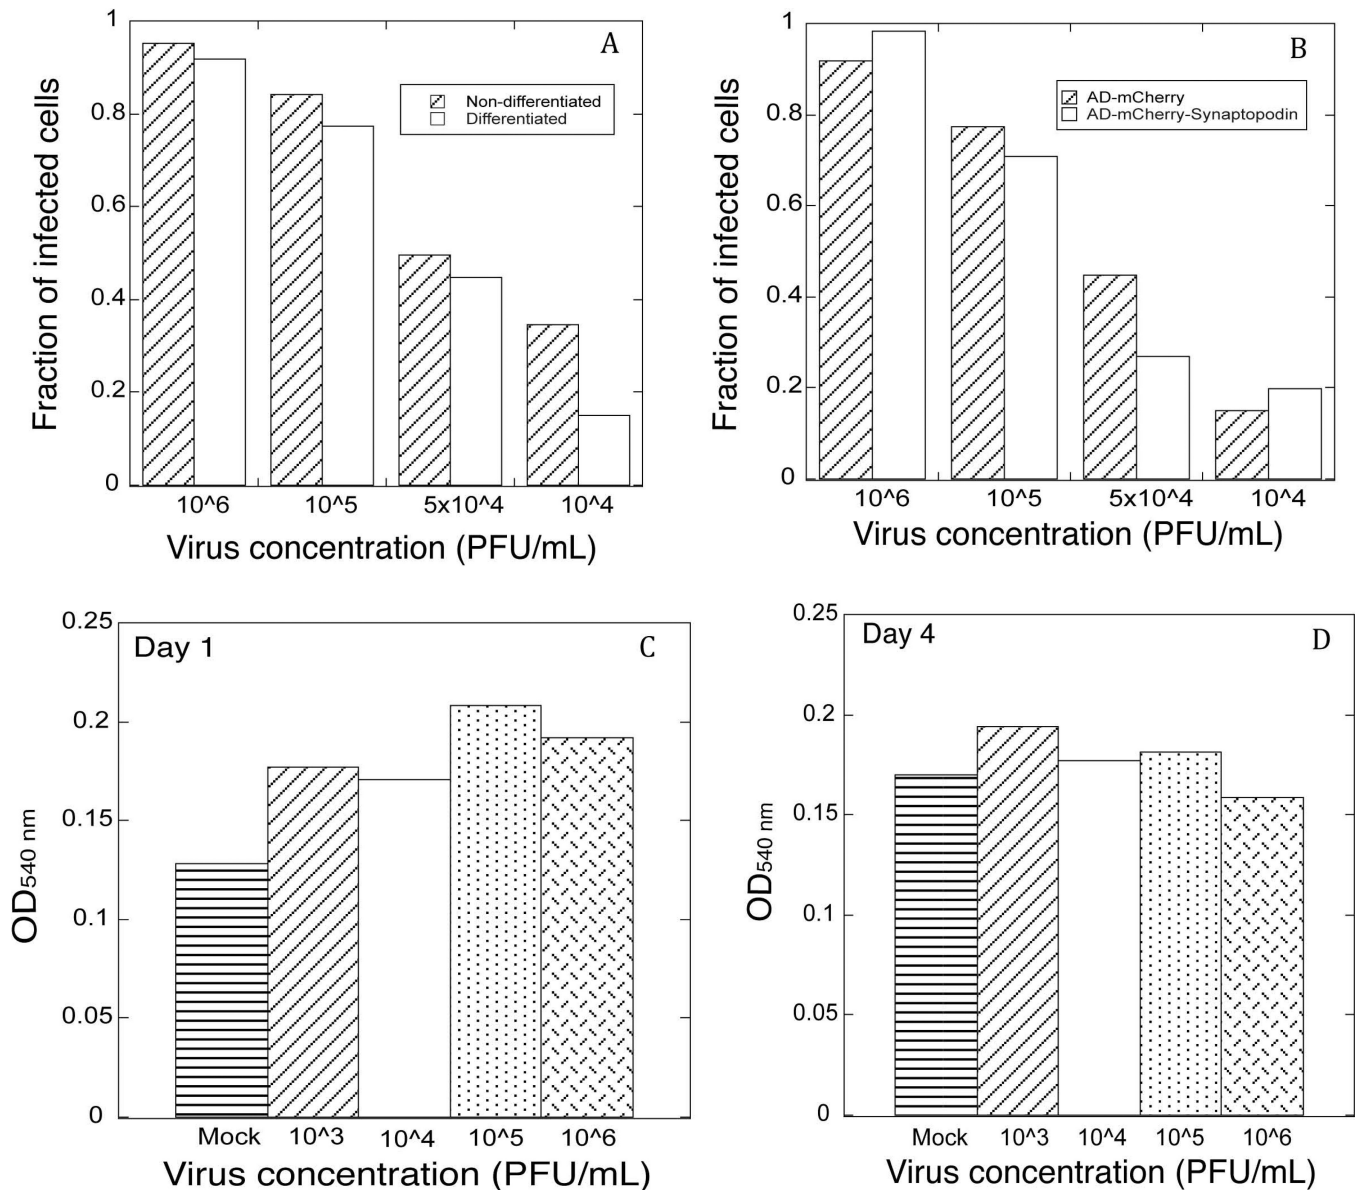 A
Non-differentiated
Differentiated
Fraction of infected cells
1
0.8
0.6
0.4
0.2
0
10^6 10^5 5x10^4 10^4
Virus concentration (PFU/mL)
B
AD-mCherry
AD-mCherry-Synaptopodin
Fraction of infected cells
1
0.8
0.6
0.4
0.2
0
10^6 10^5 5x10^4 10^4
Virus concentration (PFU/mL)
Day 1 C
OD540 nm
0.25
0.2
0.15
0.1
0.05
0
Mock 10^3 10^4 10^5 10^6
Virus concentration (PFU/mL)
Day 4 D
OD540 nm
0.25
0.2
0.15
0.1
0.05
0
Mock 10^3 10^4 10^5 10^6
Virus concentration (PFU/mL)